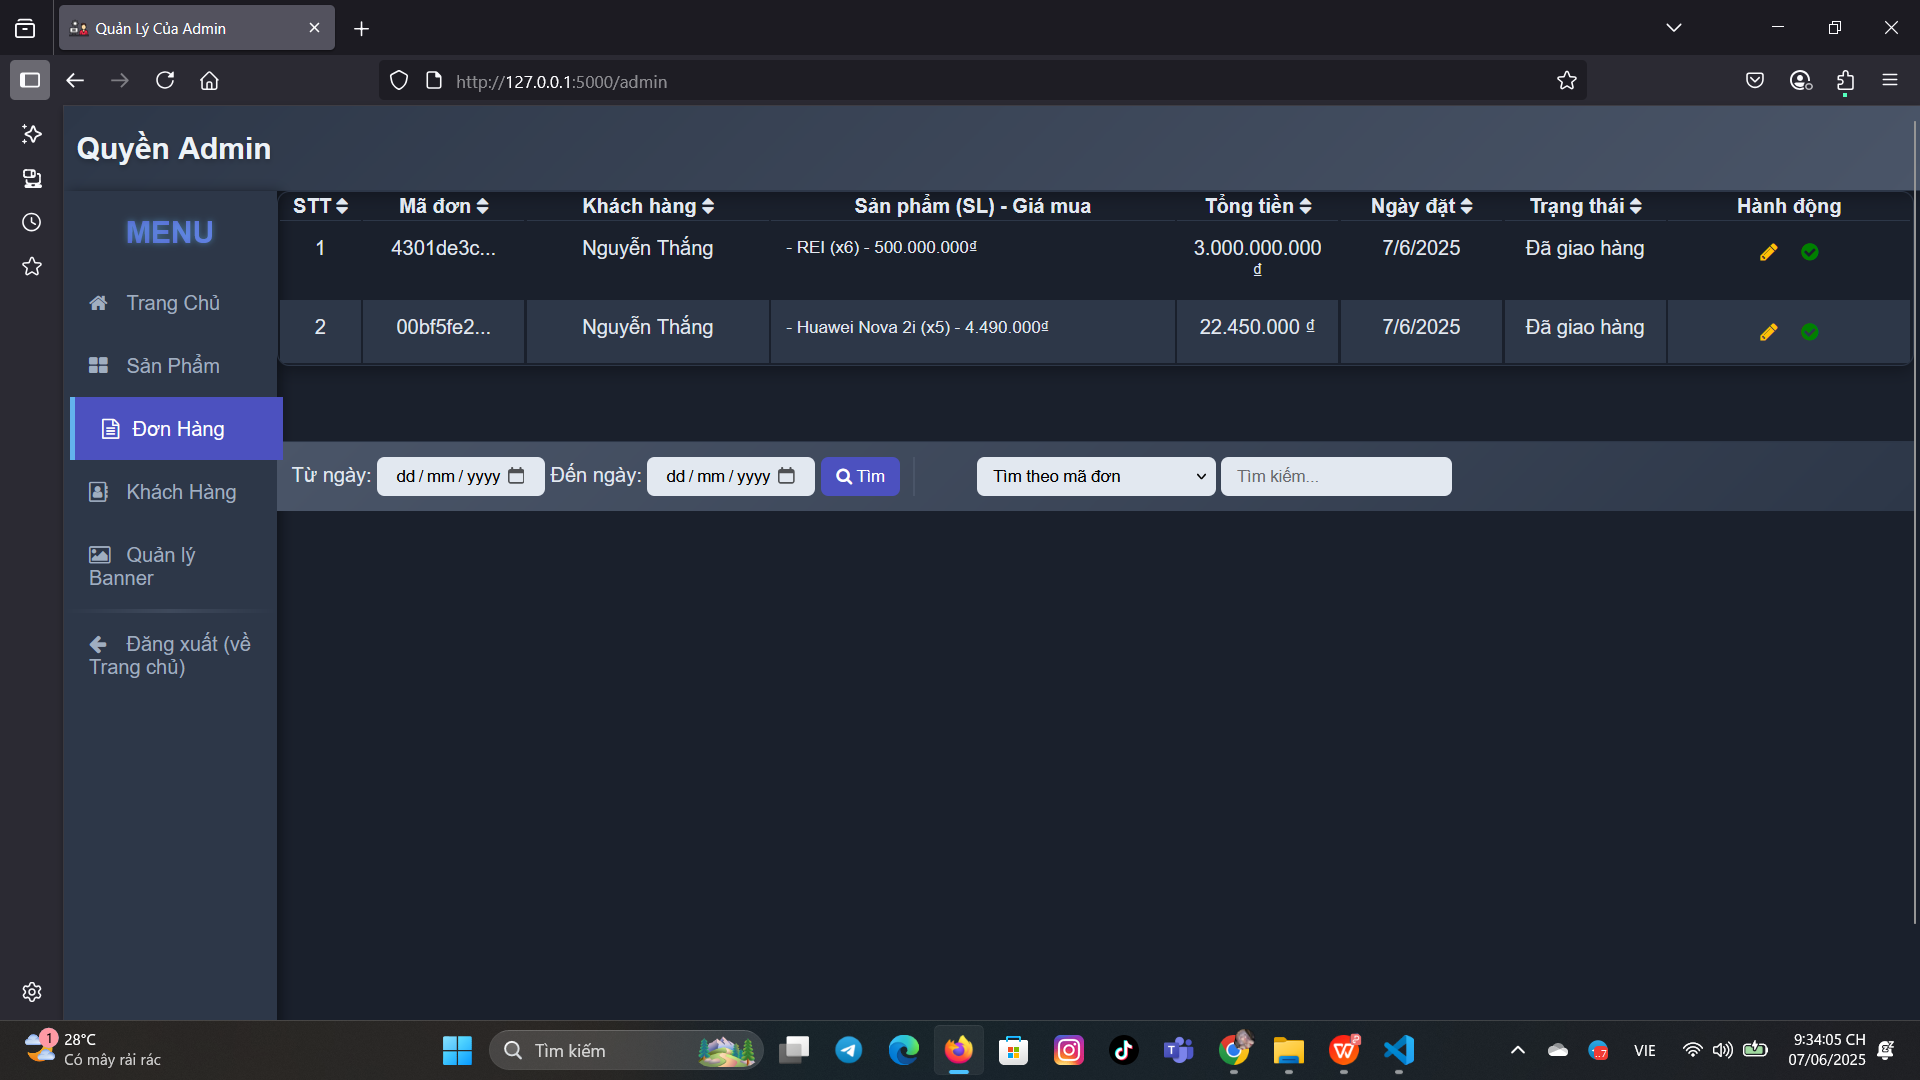 Quản Lý Của Admin
http://127.0.0.1:5000/admin
Quyền Admin
MENU
Trang Chủ
Sản Phẩm
Đơn Hàng
Khách Hàng
Quản lý
Banner
Đăng xuất (về
Trang chủ)
STT Mã đơn Khách hàng Sản phẩm (SL) - Giá mua Tổng tiền Ngày đặt Trạng thái Hành động
1 4301de3c... Nguyễn Thắng - REI (x6) - 500.000.000₫ 3.000.000.000 7/6/2025 Đã giao hàng
₫
2 00bf5fe2... Nguyễn Thắng - Huawei Nova 2i (x5) - 4.490.000₫ 22.450.000 ₫ 7/6/2025 Đã giao hàng
Từ ngày: dd / mm / yyyy Đến ngày: dd / mm / yyyy Tìm Tìm theo mã đơn Tìm kiếm...
1 28°C
Có mây rải rác
Tìm kiếm
VIE
9:34:05 CH
07/06/2025